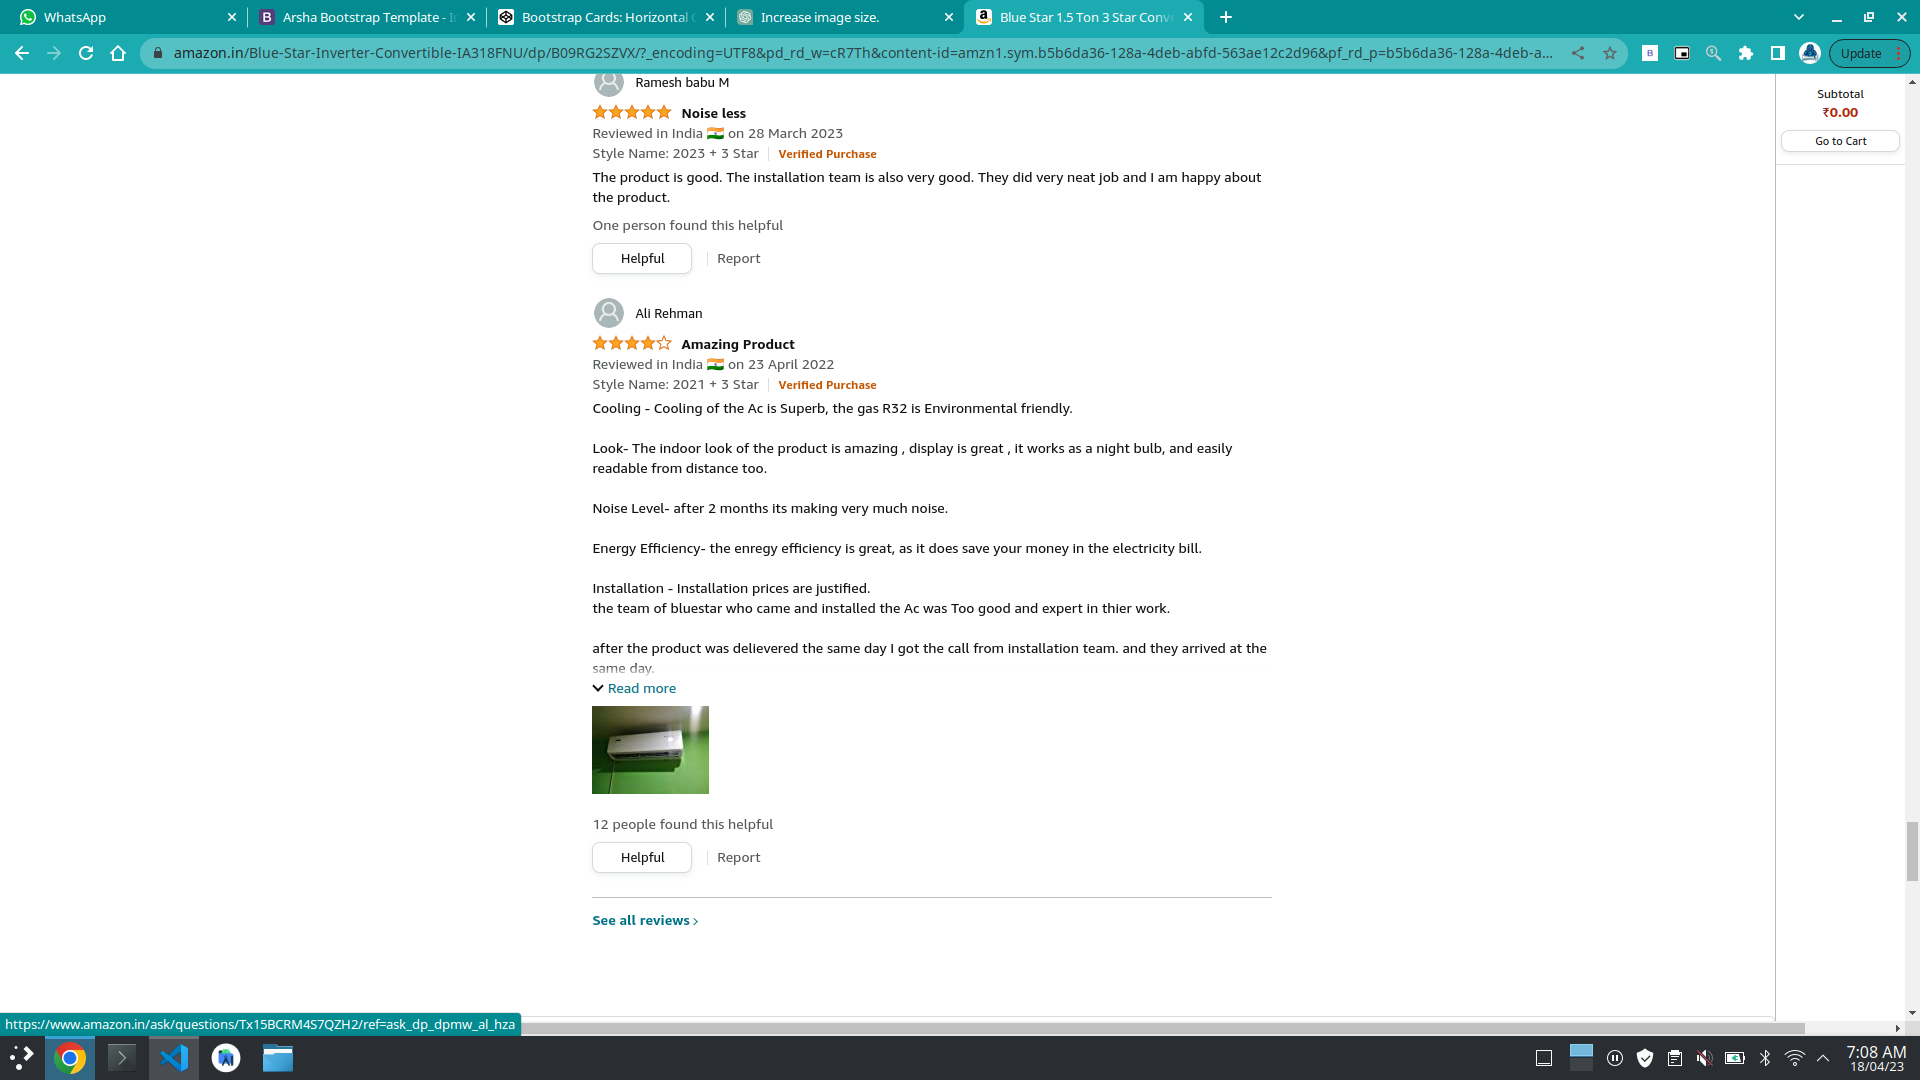 WhatsApp
Arsha Bootstrap Template - I
Bootstrap Cards: Horizontal
Increase image size.
Blue Star 1.5 Ton 3 Star Conve
amazon.in/Blue-Star-Inverter-Convertible-IA318FNU/dp/B09RG2SZVX/?_encoding=UTF8&pd_rd_w=cR7Th&content-id=amzn1.sym.b5b6da36-128a-4deb-abfd-563ae12c2d96&pf_rd_p=b5b6da36-128a-4deb-a...
Update
Ramesh babu M
Noise less
Reviewed in India 🇮🇳 on 28 March 2023
Style Name: 2023 + 3 Star
Verified Purchase
The product is good. The installation team is also very good. They did very neat job and I am happy about
the product.
One person found this helpful
Helpful
Report
Ali Rehman
Amazing Product
Reviewed in India 🇮🇳 on 23 April 2022
Style Name: 2021 + 3 Star
Verified Purchase
Cooling - Cooling of the Ac is Superb, the gas R32 is Environmental friendly.
Look- The indoor look of the product is amazing , display is great , it works as a night bulb, and easily
readable from distance too.
Noise Level- after 2 months its making very much noise.
Energy Efficiency- the enregy efficiency is great, as it does save your money in the electricity bill.
Installation - Installation prices are justified.
the team of bluestar who came and installed the Ac was Too good and expert in thier work.
after the product was delievered the same day I got the call from installation team. and they arrived at the
same day.
Read more
12 people found this helpful
Helpful
Report
See all reviews ›
Subtotal
₹0.00
Go to Cart
https://www.amazon.in/ask/questions/Tx15BCRM4S7QZH2/ref=ask_dp_dpmw_al_hza
7:08 AM
18/04/23